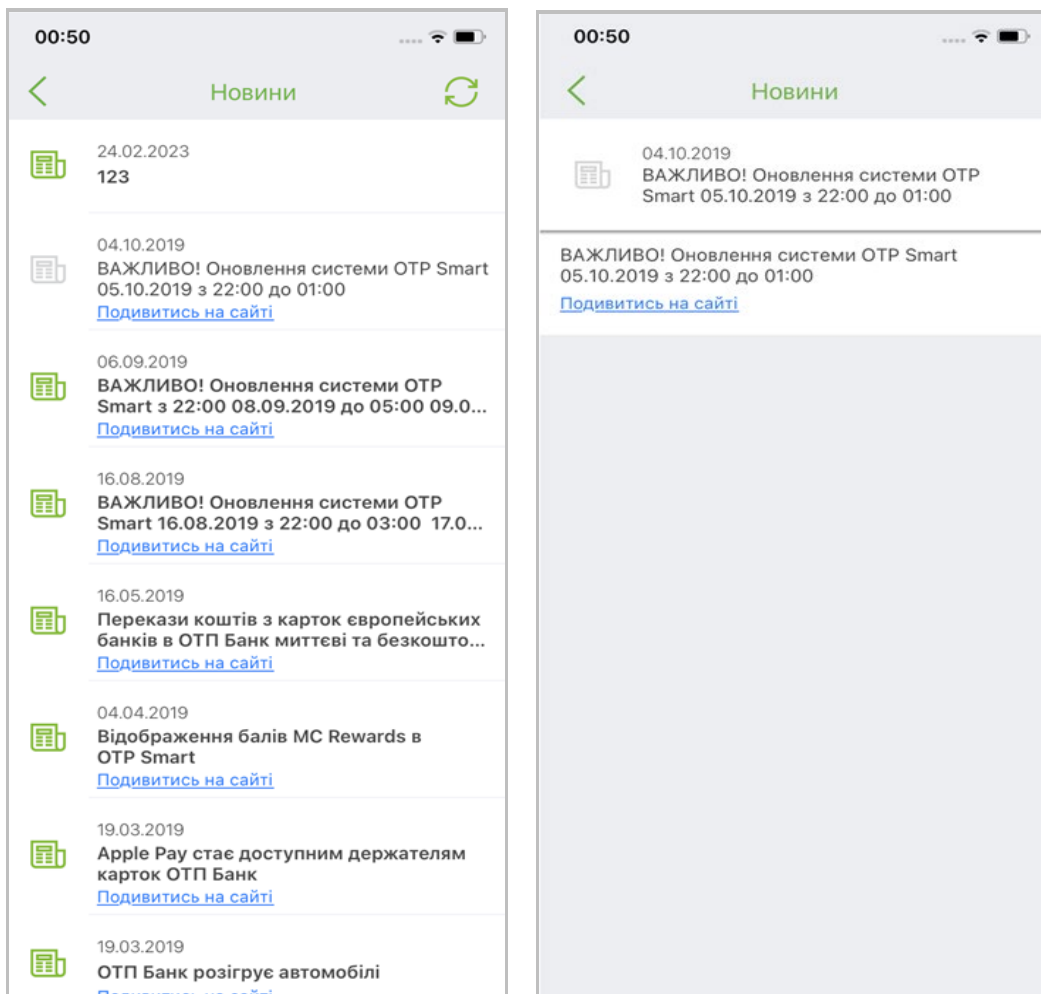 00:50
Новини
24.02.2023
123
04.10.2019
ВАЖЛИВО! Оновлення системи OTP Smart
05.10.2019 з 22:00 до 01:00
Подивитись на сайті
06.09.2019
ВАЖЛИВО! Оновлення системи OTP
Smart з 22:00 08.09.2019 до 05:00 09.0...
Подивитись на сайті
16.08.2019
ВАЖЛИВО! Оновлення системи OTP
Smart 16.08.2019 з 22:00 до 03:00  17.0...
Подивитись на сайті
16.05.2019
Перекази коштів з карток європейських
банків в ОТП Банк миттєві та безкошто...
Подивитись на сайті
04.04.2019
Відображення балів MC Rewards в
OTP Smart
Подивитись на сайті
19.03.2019
Apple Pay стає доступним держателям
карток ОТП Банк
Подивитись на сайті
19.03.2019
ОТП Банк розігрує автомобілі
Подивитись на сайті
00:50
Новини
04.10.2019
ВАЖЛИВО! Оновлення системи OTP
Smart 05.10.2019 з 22:00 до 01:00
ВАЖЛИВО! Оновлення системи OTP Smart
05.10.2019 з 22:00 до 01:00
Подивитись на сайті